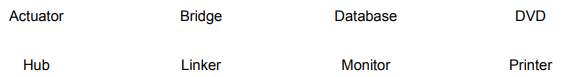 Actuator Bridge Database DVD
Hub Linker Monitor Printer